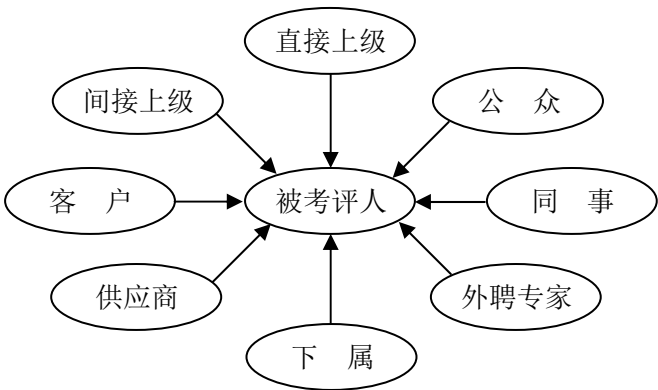 直接上级
间接上级
公 众
客 户
被考评人
同 事
供应商
外聘专家
下 属